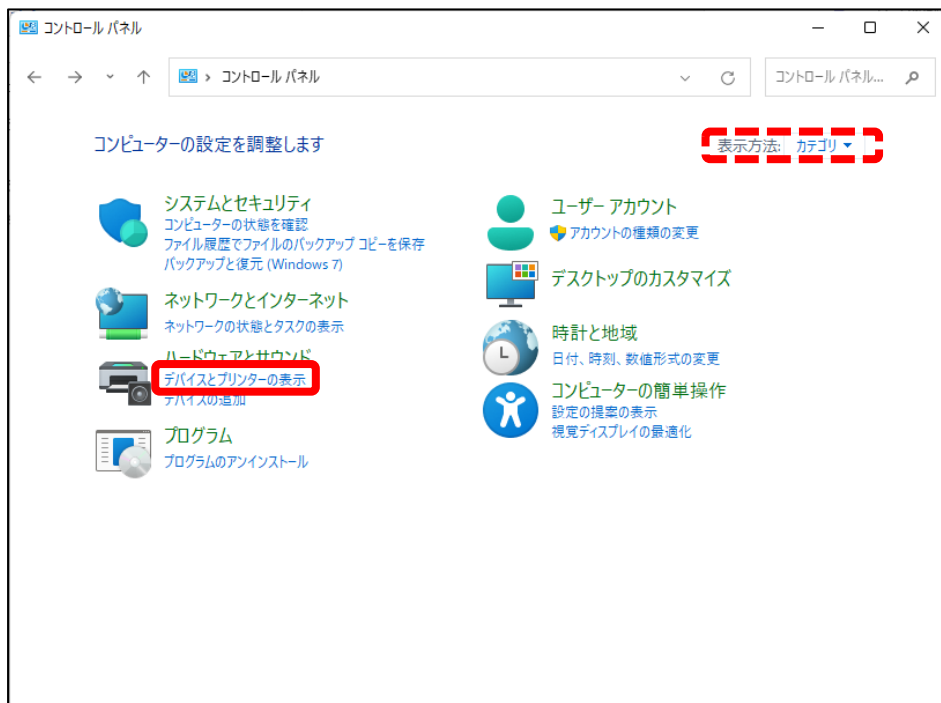 コントロール パネル
コントロール パネル
コントロール パネル...
コンピューターの設定を調整します
表示方法: カテゴリ
システムとセキュリティ
コンピューターの状態を確認
ファイル履歴でファイルのバックアップ コピーを保存
バックアップと復元 (Windows 7)
ネットワークとインターネット
ネットワークの状態とタスクの表示
ハードウェアとサウンド
デバイスとプリンターの表示
デバイスの追加
プログラム
プログラムのアンインストール
ユーザー アカウント
アカウントの種類の変更
デスクトップのカスタマイズ
時計と地域
日付、時刻、数値形式の変更
コンピューターの簡単操作
設定の提案の表示
視覚ディスプレイの最適化